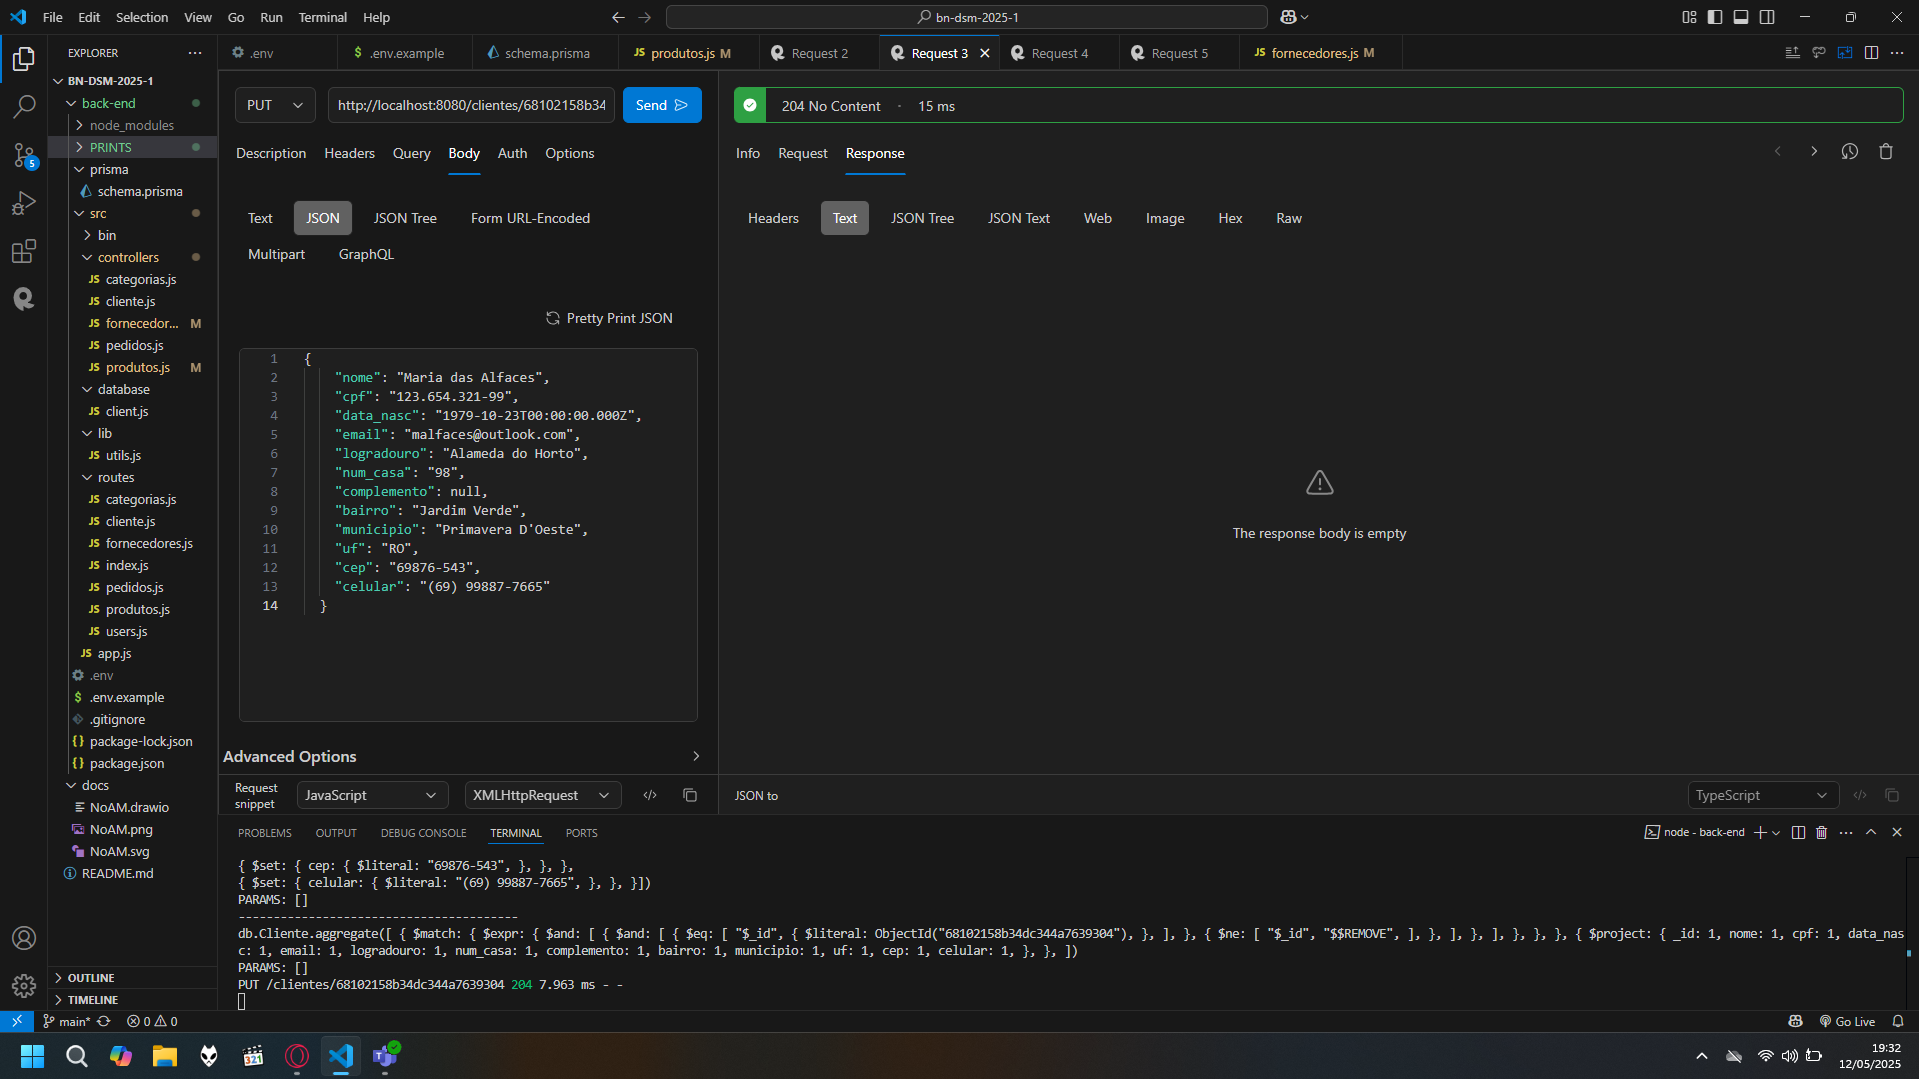 File Edit Selection View Go Run Terminal Help
bn-dsm-2025-1
EXPLORER
.env
.env.example
schema.prisma
produtos.js M
Request 2
Request 3
Request 4
Request 5
fornecedores.js M
BN-DSM-2025-1
back-end
node_modules
PRINTS
prisma
schema.prisma
src
bin
controllers
categorias.js
cliente.js
fornecedor... M
pedidos.js
produtos.js M
database
client.js
lib
utils.js
routes
categorias.js
cliente.js
fornecedores.js
index.js
pedidos.js
produtos.js
users.js
app.js
.env
.env.example
.gitignore
package-lock.json
package.json
docs
NoAM.drawio
NoAM.png
NoAM.svg
README.md
OUTLINE
TIMELINE
5
PUT
http://localhost:8080/clientes/68102158b34
Send
Description Headers Query Body Auth Options
Text JSON JSON Tree Form URL-Encoded
Multipart GraphQL
Pretty Print JSON
1 {
2 "nome": "Maria das Alfaces",
3 "cpf": "123.654.321-99",
4 "data_nasc": "1979-10-23T00:00:00.000Z",
5 "email": "malfaces@outlook.com",
6 "logradouro": "Alameda do Horto",
7 "num_casa": "98",
8 "complemento": null,
9 "bairro": "Jardim Verde",
10 "municipio": "Primavera D'Oeste",
11 "uf": "RO",
12 "cep": "69876-543",
13 "celular": "(69) 99887-7665"
14 }
Advanced Options
Request snippet
JavaScript
XMLHttpRequest
204 No Content · 15 ms
Info Request Response
Headers Text JSON Tree JSON Text Web Image Hex Raw
The response body is empty
JSON to
TypeScript
PROBLEMS OUTPUT DEBUG CONSOLE TERMINAL PORTS
node - back-end
{ $set: { cep: { $literal: "69876-543", }, }, },
{ $set: { celular: { $literal: "(69) 99887-7665", }, }, }])
PARAMS: []
----------------------------------------
db.Cliente.aggregate([ { $match: { $expr: { $and: [ { $and: [ { $eq: [ "$_id", { $literal: ObjectId("68102158b34dc344a7639304"), }, ], }, { $ne: [ "$_id", "$$REMOVE", ], }, ], }, ], }, }, }, { $project: { _id: 1, nome: 1, cpf: 1, data_nas
c: 1, email: 1, logradouro: 1, num_casa: 1, complemento: 1, bairro: 1, municipio: 1, uf: 1, cep: 1, celular: 1, }, }, ])
PARAMS: []
PUT /clientes/68102158b34dc344a7639304 204 7.963 ms - -
main*
0 0
Go Live
321
19:32
12/05/2025